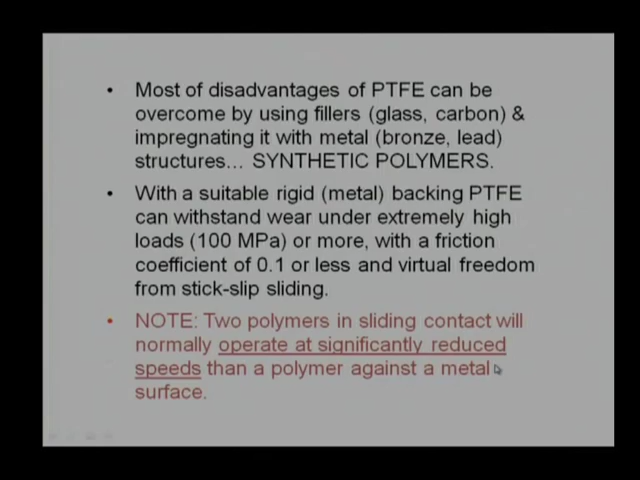 • Most of disadvantages of PTFE can be
overcome by using fillers (glass, carbon) &
impregnating it with metal (bronze, lead)
structures... SYNTHETIC POLYMERS.
• With a suitable rigid (metal) backing PTFE
can withstand wear under extremely high
loads (100 MPa) or more, with a friction
coefficient of 0.1 or less and virtual freedom
from stick-slip sliding.
• NOTE: Two polymers in sliding contact will
normally operate at significantly reduced
speeds than a polymer against a metal
surface.